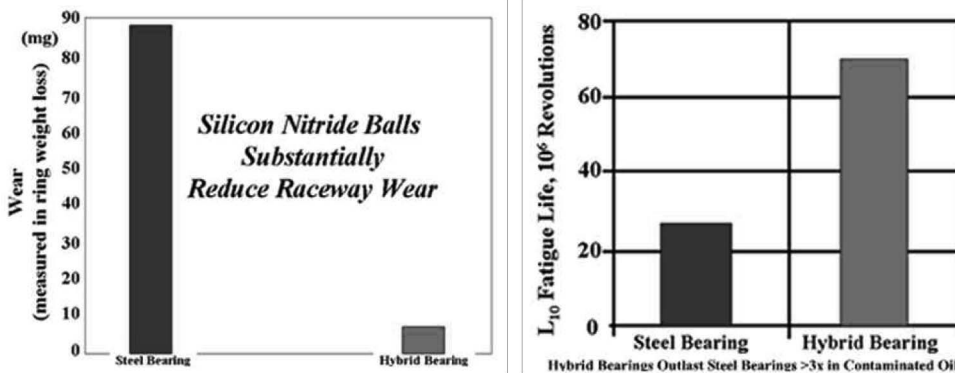 90
(mg)
80
70
60
50
40
30
20
10
0
Wear
(measured in ring weight loss)
Silicon Nitride Balls
Substantially
Reduce Raceway Wear
Steel Bearing
Hybrid Bearing
L₁₀ Fatigue Life, 10⁶ Revolutions
80
60
40
20
0
Steel Bearing
Hybrid Bearing
Hybrid Bearings Outlast Steel Bearings >3x in Contaminated Oil